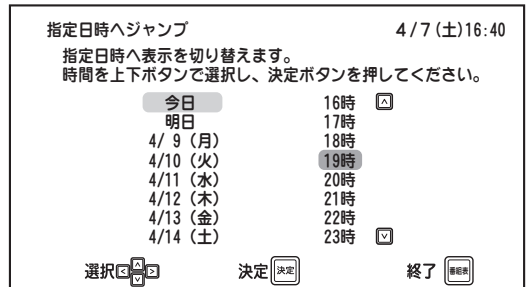 指定日時へジャンプ 4/7(土)16:40
指定日時へ表示を切り替えます。
時間を上下ボタンで選択し、決定ボタンを押してください。
今日 16時
明日 17時
4/ 9 (月) 18時
4/10 (火) 19時
4/11 (水) 20時
4/12 (木) 21時
4/13 (金) 22時
4/14 (土) 23時
選択 決定 決定 終了 番組表